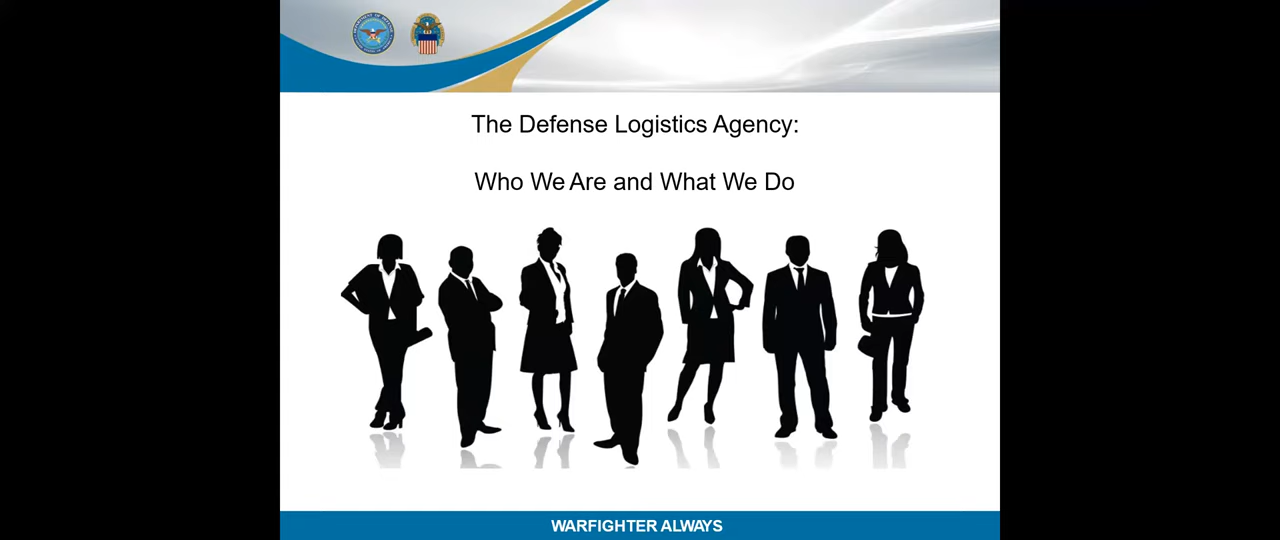 The Defense Logistics Agency:
Who We Are and What We Do
WARFIGHTER ALWAYS